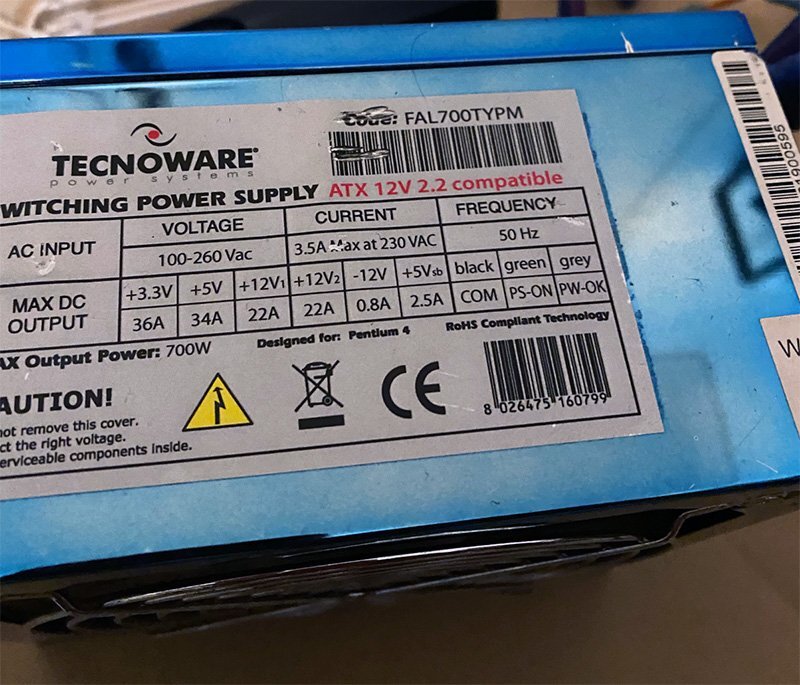 Code: FAL700TYPM
TECNOWARE®
power systems
WITCHING POWER SUPPLY ATX 12V 2.2 compatible
VOLTAGE CURRENT FREQUENCY
AC INPUT 100-260 Vac 3.5A Max at 230 VAC 50 Hz
MAX DC OUTPUT
+3.3V +5V +12V1 +12V2 -12V +5Vsb black green grey
36A 34A 22A 22A 0.8A 2.5A COM PS-ON PW-OK
AX Output Power: 700W Designed for: Pentium 4 RoHS Compliant Technology
AUTION!
not remove this cover.
ct the right voltage.
erviceable components inside.
CE
8 026475 160799
1900595
W